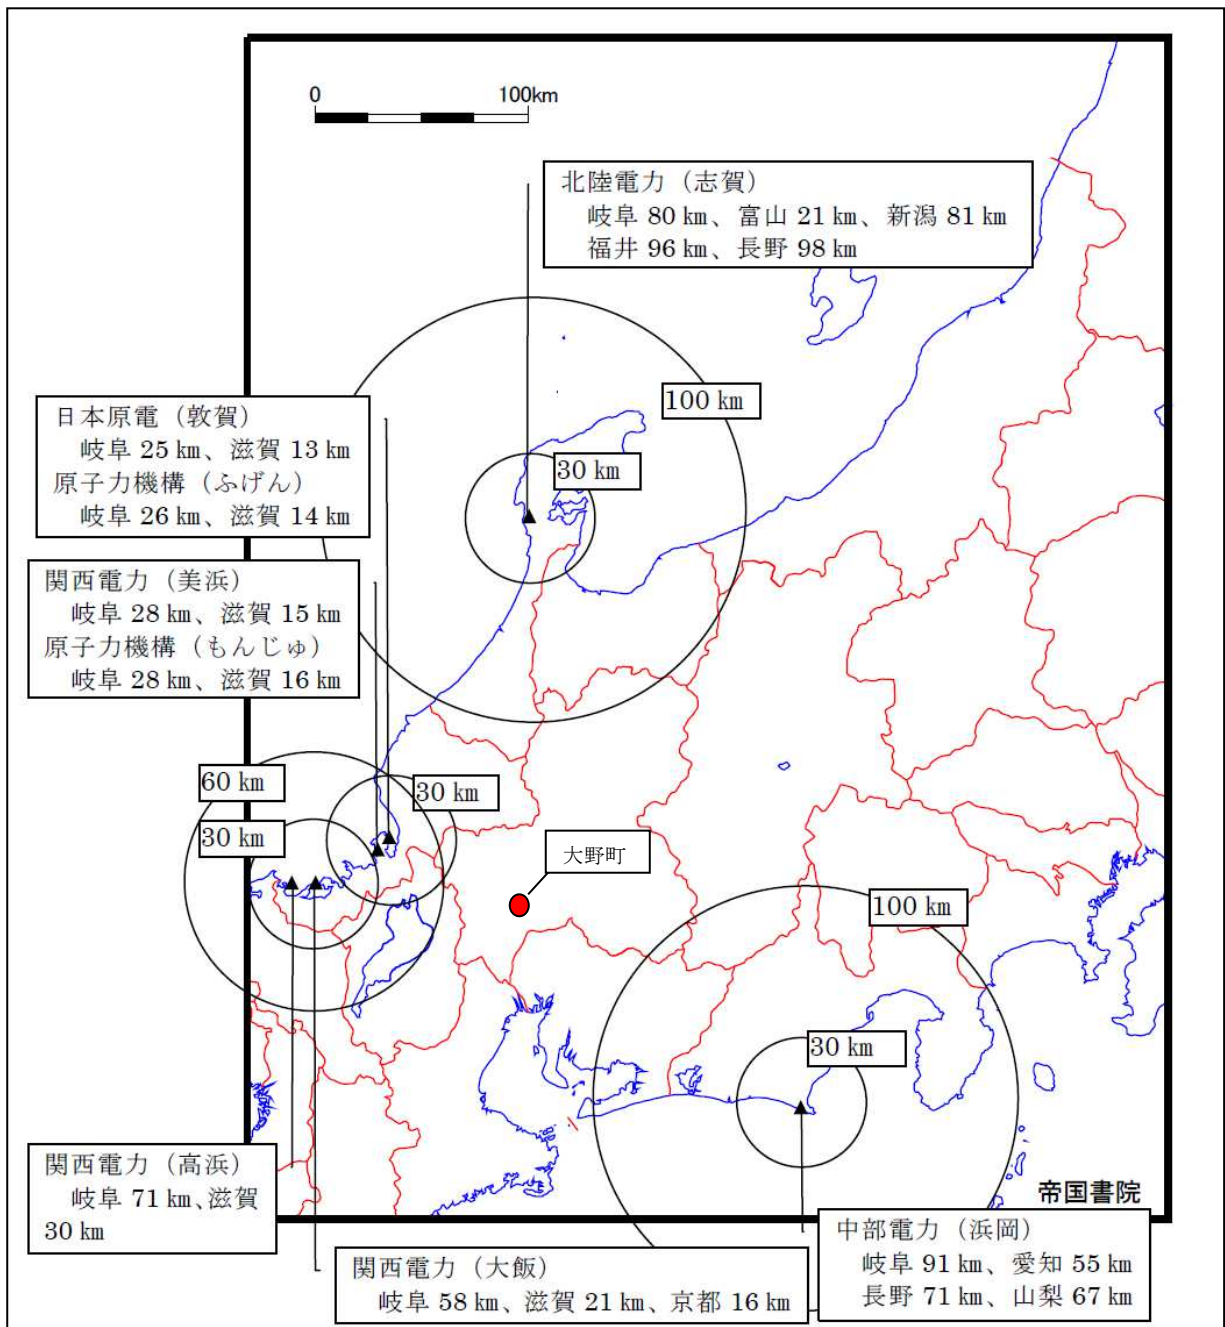 0 100km
北陸電力（志賀）
岐阜 80 ㎞、富山 21 ㎞、新潟 81 ㎞
福井 96 ㎞、長野 98 ㎞
100 ㎞
30 ㎞
日本原電（敦賀）
岐阜 25 ㎞、滋賀 13 ㎞
原子力機構（ふげん）
岐阜 26 ㎞、滋賀 14 ㎞
関西電力（美浜）
岐阜 28 ㎞、滋賀 15 ㎞
原子力機構（もんじゅ）
岐阜 28 ㎞、滋賀 16 ㎞
60 ㎞
30 ㎞
30 ㎞
大野町
100 ㎞
30 ㎞
関西電力（高浜）
岐阜 71 ㎞、滋賀
30 ㎞
帝国書院
関西電力（大飯）
岐阜 58 ㎞、滋賀 21 ㎞、京都 16 ㎞
中部電力（浜岡）
岐阜 91 ㎞、愛知 55 ㎞
長野 71 ㎞、山梨 67 ㎞